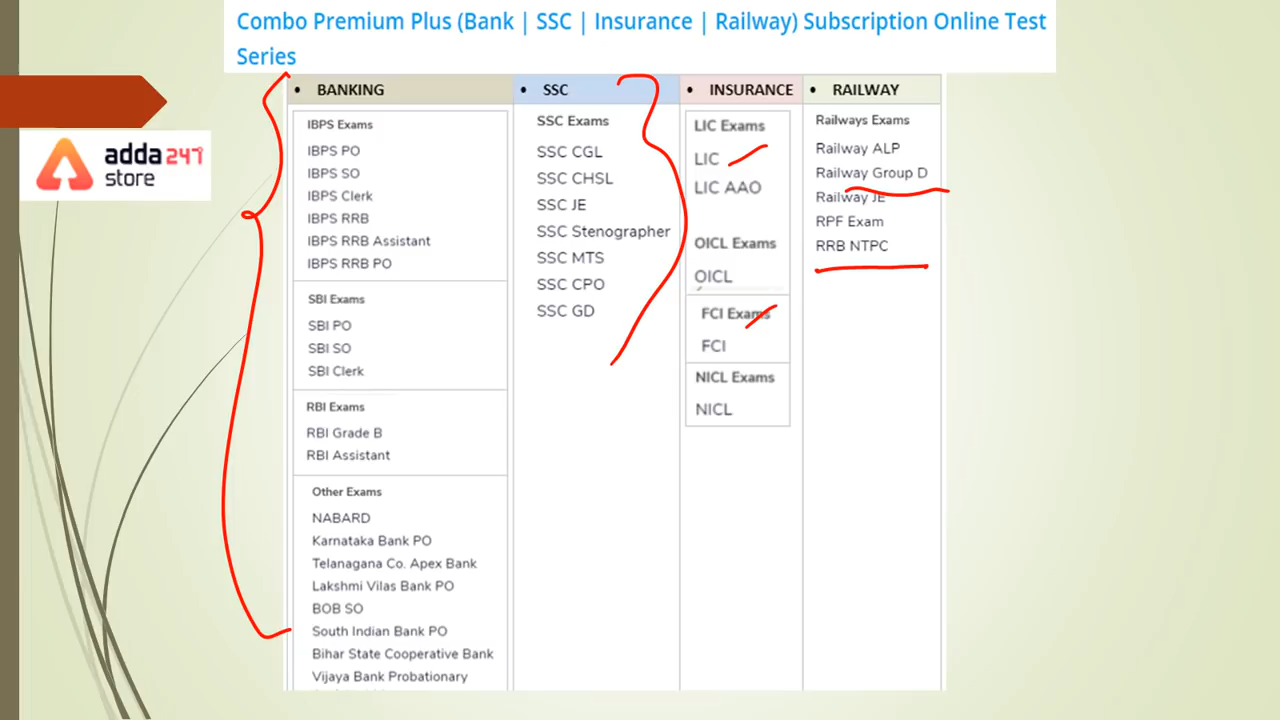 Combo Premium Plus (Bank | SSC | Insurance | Railway) Subscription Online Test
Series
adda247
store
• BANKING
IBPS Exams
IBPS PO
IBPS SO
IBPS Clerk
IBPS RRB
IBPS RRB Assistant
IBPS RRB PO
SBI Exams
SBI PO
SBI SO
SBI Clerk
RBI Exams
RBI Grade B
RBI Assistant
Other Exams
NABARD
Karnataka Bank PO
Telanagana Co. Apex Bank
Lakshmi Vilas Bank PO
BOB SO
South Indian Bank PO
Bihar State Cooperative Bank
Vijaya Bank Probationary
• SSC
SSC Exams
SSC CGL
SSC CHSL
SSC JE
SSC Stenographer
SSC MTS
SSC CPO
SSC GD
• INSURANCE
LIC Exams
LIC
LIC AAO
OICL Exams
OICL
FCI Exams
FCI
NICL Exams
NICL
• RAILWAY
Railways Exams
Railway ALP
Railway Group D
Railway JE
RPF Exam
RRB NTPC